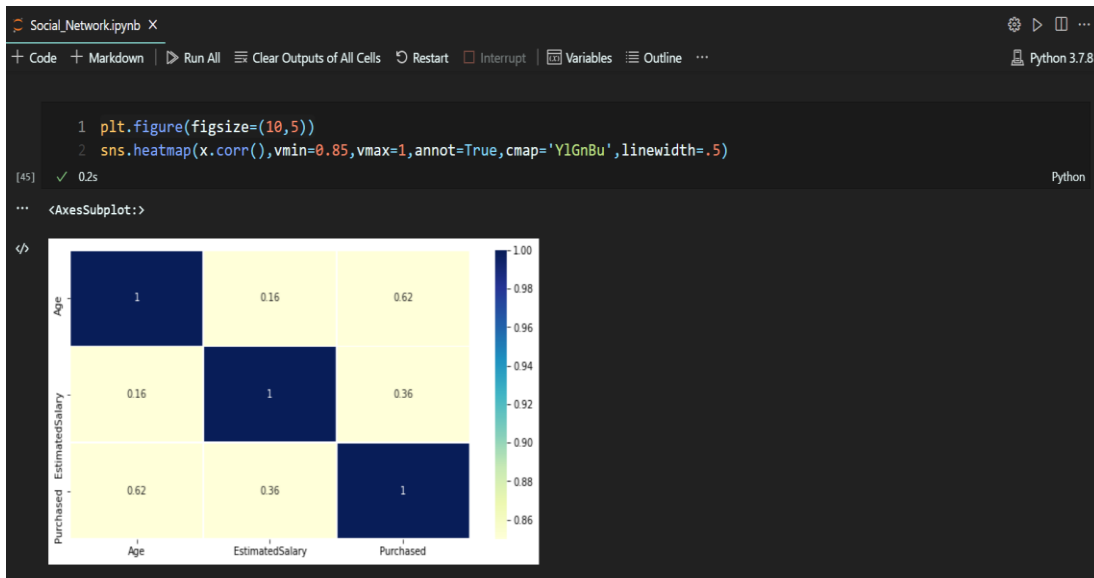 Social_Network.ipynb ×
+ Code + Markdown Run All Clear Outputs of All Cells Restart Interrupt Variables Outline ··· Python 3.7.8
1 plt.figure(figsize=(10,5))
2 sns.heatmap(x.corr(),vmin=0.85,vmax=1,annot=True,cmap='YlGnBu',linewidth=.5)
[45] ✓ 0.2s Python
··· <AxesSubplot:>
</>
Age 1 0.16 0.62
EstimatedSalary 0.16 1 0.36
Purchased 0.62 0.36 1
Age EstimatedSalary Purchased
1.00
0.98
0.96
0.94
0.92
0.90
0.88
0.86